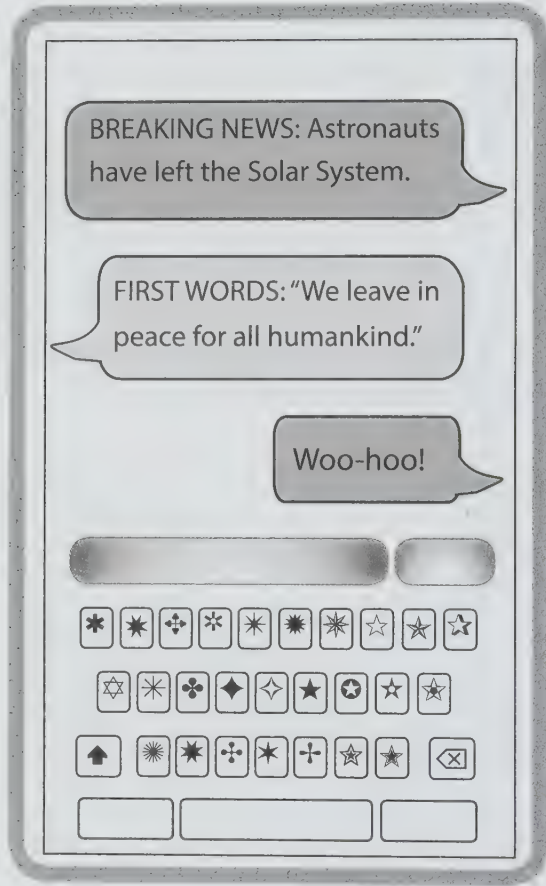 BREAKING NEWS: Astronauts
have left the Solar System.
FIRST WORDS: “We leave in
peace for all humankind.”
Woo-hoo!